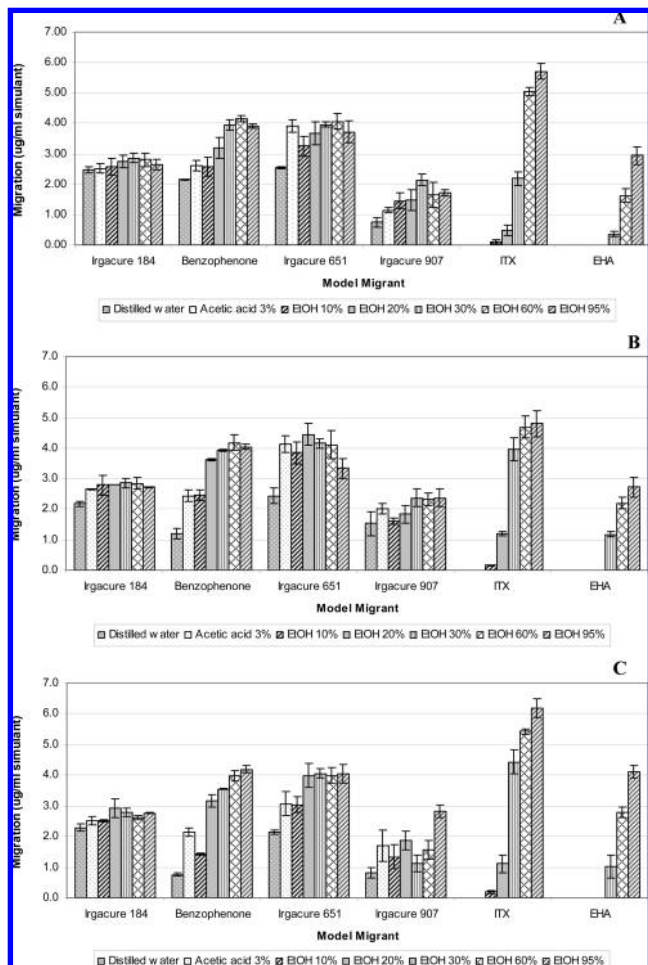 A
7.00
6.00
5.00
4.00
3.00
2.00
1.00
0.00
Migration (ug/ml simulant)
Irgacure 184 Benzophenone Irgacure 651 Irgacure 907 ITX EHA
Model Migrant
Distilled water Acetic acid 3% EtOH 10% EtOH 20% EtOH 30% EtOH 60% EtOH 95%
B
7.0
6.0
5.0
4.0
3.0
2.0
1.0
0.0
Migration (ug/ml simulant)
Irgacure 184 Benzophenone Irgacure 651 Irgacure 907 ITX EHA
Model Migrant
Distilled water Acetic acid 3% EtOH 10% EtOH 20% EtOH 30% EtOH 60% EtOH 95%
C
7.0
6.0
5.0
4.0
3.0
2.0
1.0
0.0
Migration (ug/ml simulant)
Irgacure 184 Benzophenone Irgacure 651 Irgacure 907 ITX EHA
Model Migrant
Distilled water Acetic acid 3% EtOH 10% EtOH 20% EtOH 30% EtOH 60% EtOH 95%